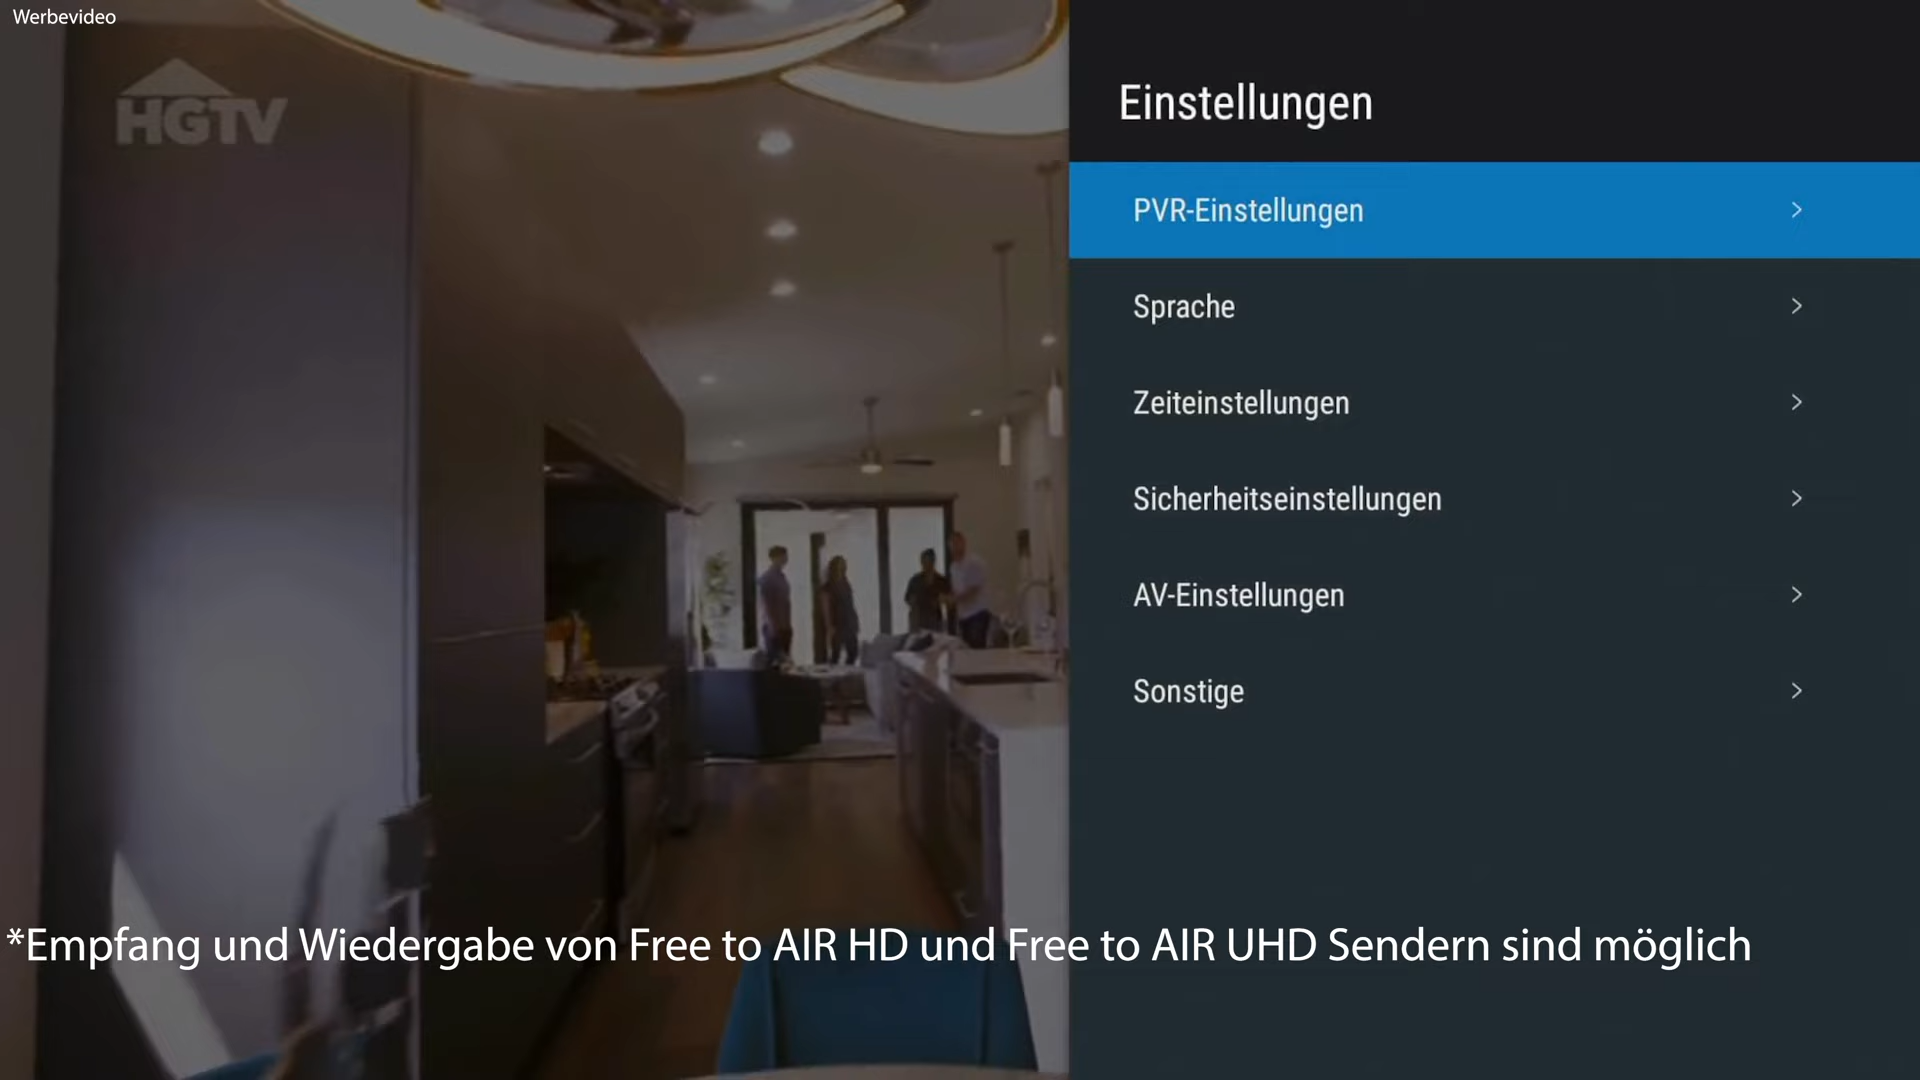 Werbevideo
HGTV
Einstellungen
PVR-Einstellungen
Sprache
Zeiteinstellungen
Sicherheitseinstellungen
AV-Einstellungen
Sonstige
*Empfang und Wiedergabe von Free to AIR HD und Free to AIR UHD Sendern sind möglich